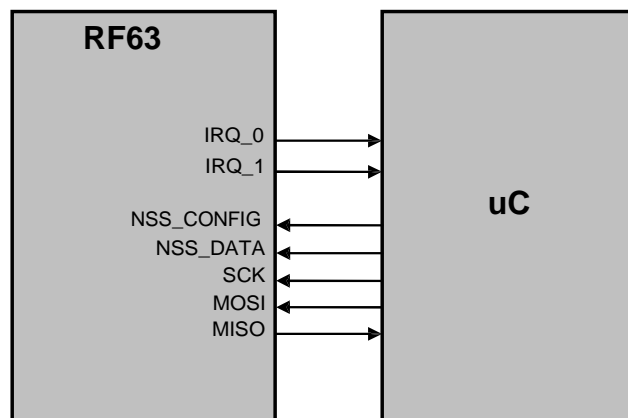 RF63
IRQ_0
IRQ_1
NSS_CONFIG
NSS_DATA
SCK
MOSI
MISO
uC